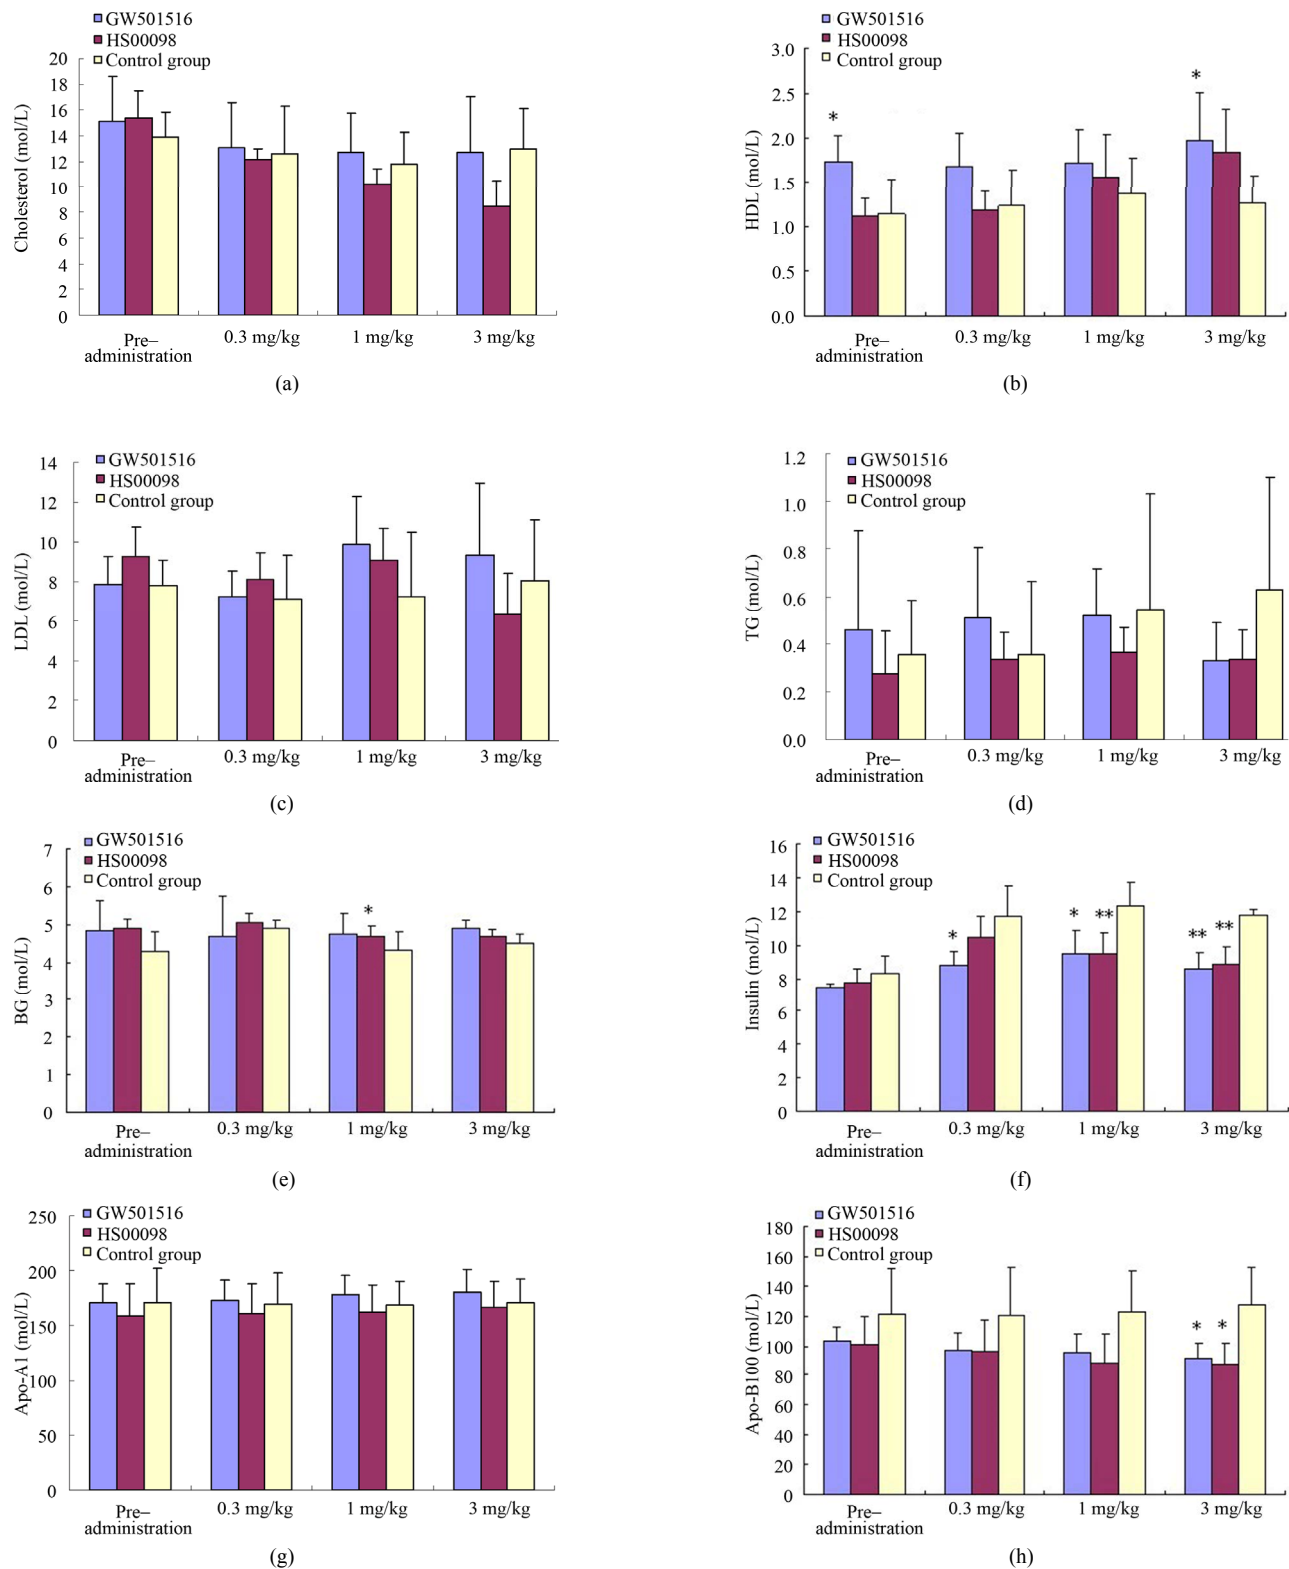 GW501516
HS00098
Control group
Cholesterol (mol/L)
20
18
16
14
12
10
8
6
4
2
0
Pre–
administration
0.3 mg/kg
1 mg/kg
3 mg/kg
(a)
GW501516
HS00098
Control group
HDL (mol/L)
3.0
2.5
2.0
1.5
1.0
0.5
0.0
*
*
Pre–
administration
0.3 mg/kg
1 mg/kg
3 mg/kg
(b)
GW501516
HS00098
Control group
LDL (mol/L)
14
12
10
8
6
4
2
0
Pre–
administration
0.3 mg/kg
1 mg/kg
3 mg/kg
(c)
GW501516
HS00098
Control group
TG (mol/L)
1.2
1.0
0.8
0.6
0.4
0.2
0.0
Pre–
administration
0.3 mg/kg
1 mg/kg
3 mg/kg
(d)
GW501516
HS00098
Control group
BG (mol/L)
7
6
5
4
3
2
1
0
*
Pre–
administration
0.3 mg/kg
1 mg/kg
3 mg/kg
(e)
GW501516
HS00098
Control group
Insulin (mol/L)
16
14
12
10
8
6
4
2
0
*
* **
** **
Pre–
administration
0.3 mg/kg
1 mg/kg
3 mg/kg
(f)
GW501516
HS00098
Control group
Apo-A1 (mol/L)
250
200
150
100
50
0
Pre–
administration
0.3 mg/kg
1 mg/kg
3 mg/kg
(g)
GW501516
HS00098
Control group
Apo-B100 (mol/L)
180
160
140
120
100
80
60
40
20
0
* *
Pre–
administration
0.3 mg/kg
1 mg/kg
3 mg/kg
(h)